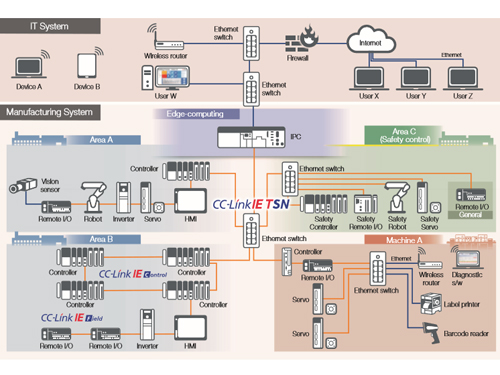 IT System
Ethernet switch
Wireless router
Firewall
Internet
Ethernet
Device A
Device B
User W
Ethernet switch
User X
User Y
User Z
Manufacturing System
Edge-computing
IPC
Area A
Area C
(Safety control)
Controller
Ethernet switch
Vision sensor
CC-Link IE TSN
Remote I/O
Robot
Inverter
Servo
HMI
Safety Controller
Safety Remote I/O
Safety Robot
Safety Servo
Remote I/O
General
Area B
Ethernet switch
Controller
Machine A
Controller
Controller
Remote I/O
Ethernet
Wireless router
Diagnostic s/w
CC-Link IE Control
Controller
Controller
Servo
Ethernet switch
Label printer
CC-Link IE Field
Servo
Barcode reader
Remote I/O
Remote I/O
Inverter
HMI